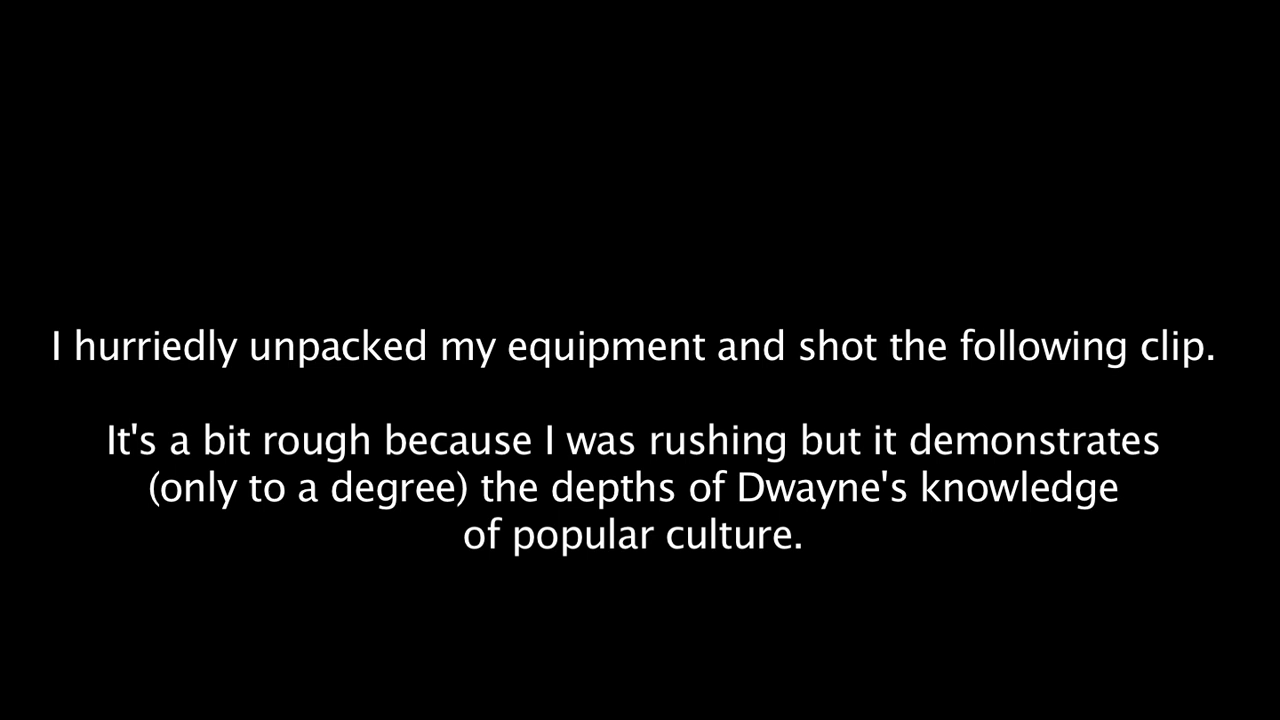 I hurriedly unpacked my equipment and shot the following clip.
It's a bit rough because I was rushing but it demonstrates
(only to a degree) the depths of Dwayne's knowledge
of popular culture.